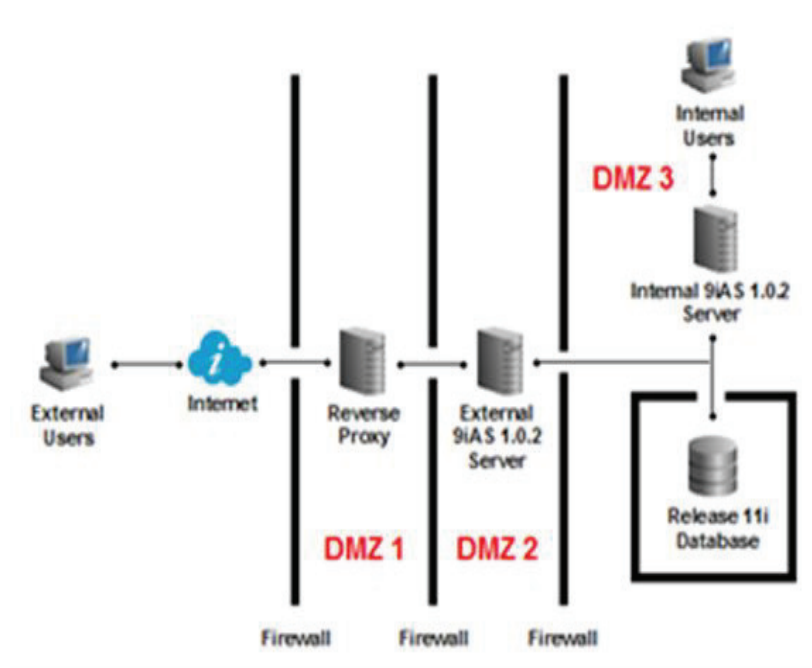 Internal
Users
DMZ 3
Internal 9iAS 1.0.2
Server
External
Users
Internet
Reverse
Proxy
External
9iAS 1.0.2
Server
Release 11i
Database
DMZ 1
DMZ 2
Firewall
Firewall
Firewall